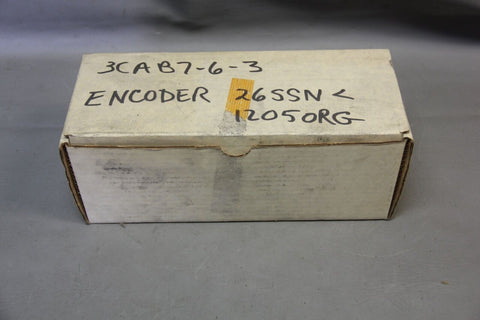 3CAB7-6-3
ENCODER 26SSN <
12050RG